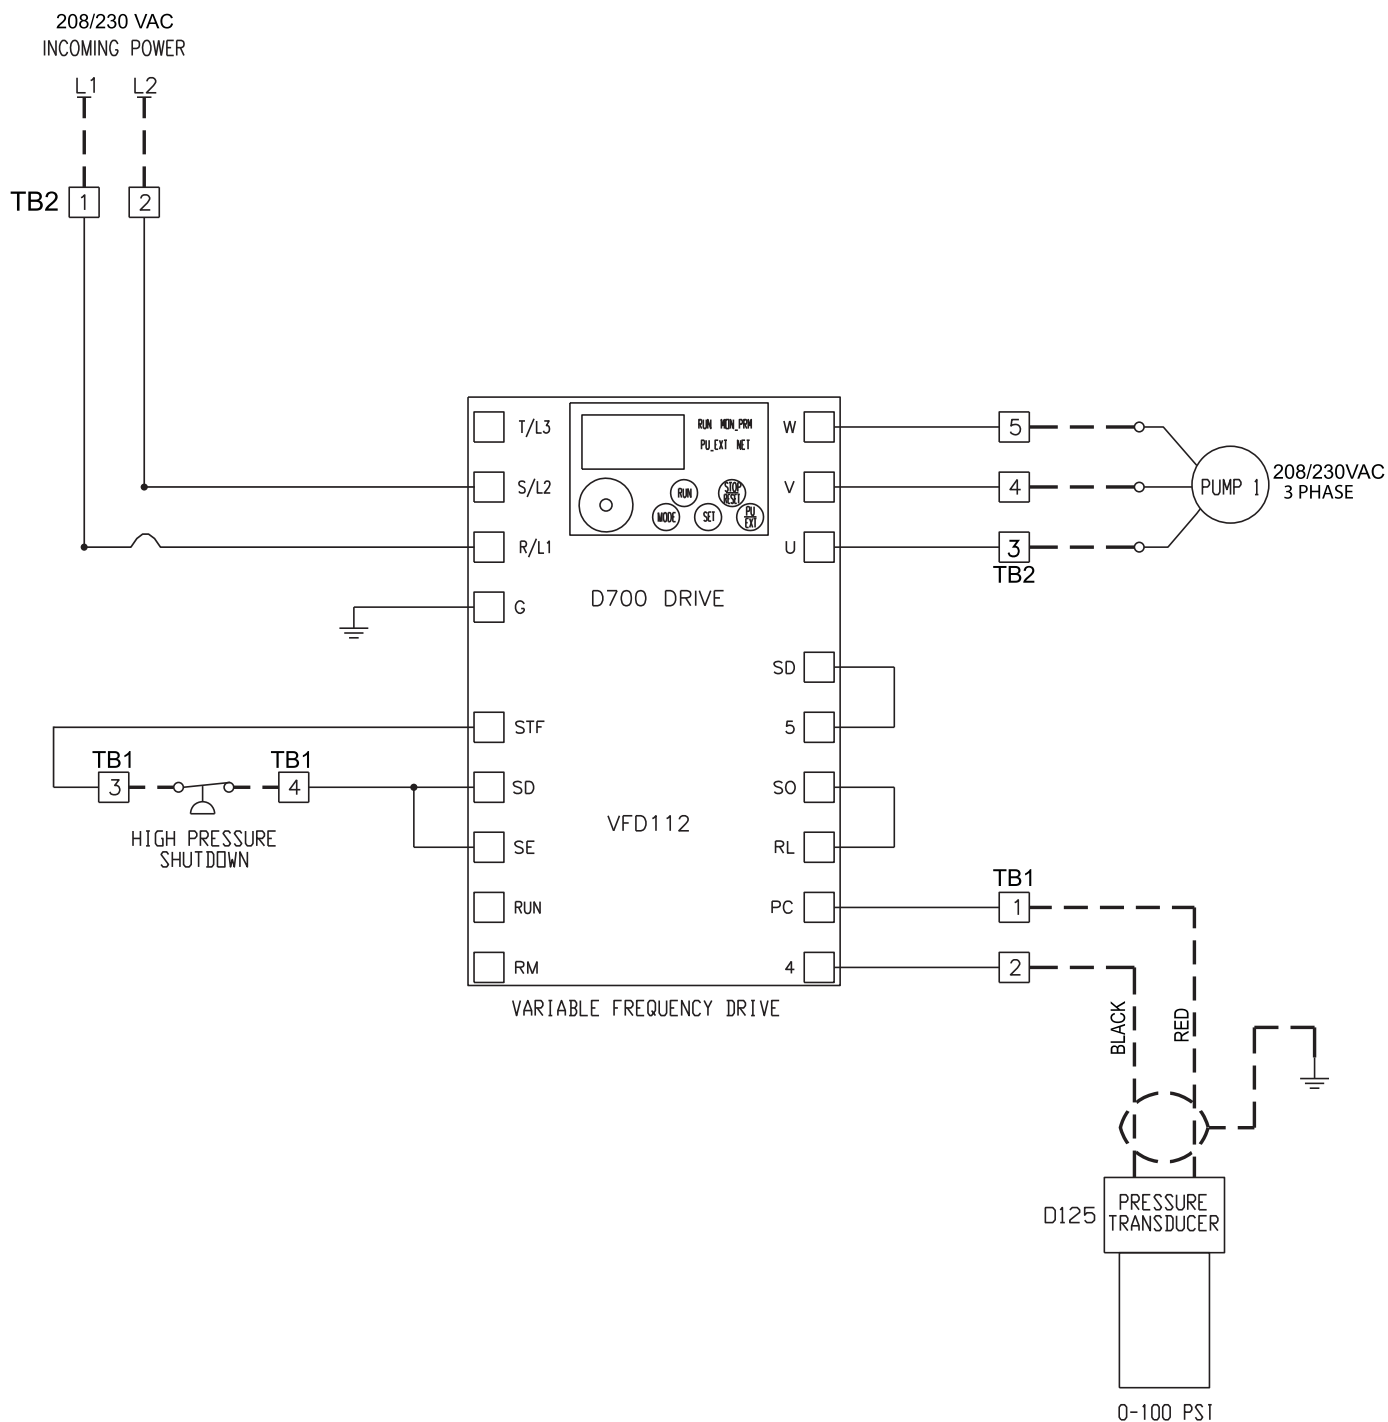 208/230 VAC
INCOMING POWER
L1 L2
TB2 1 2
T/L3
S/L2
R/L1
G
STF
SD
SE
RUN
RM
RUN MON_PRM
PU_EXT NET
RUN
STOP
RESET
MODE
SET
PU
EXT
D700 DRIVE
VFD112
W
V
U
SD
5
SO
RL
PC
4
VARIABLE FREQUENCY DRIVE
5
4
3
TB2
PUMP 1
208/230VAC
3 PHASE
TB1 TB1
3 4
HIGH PRESSURE
SHUTDOWN
TB1
1
2
BLACK
RED
D125
PRESSURE
TRANSDUCER
0-100 PSI